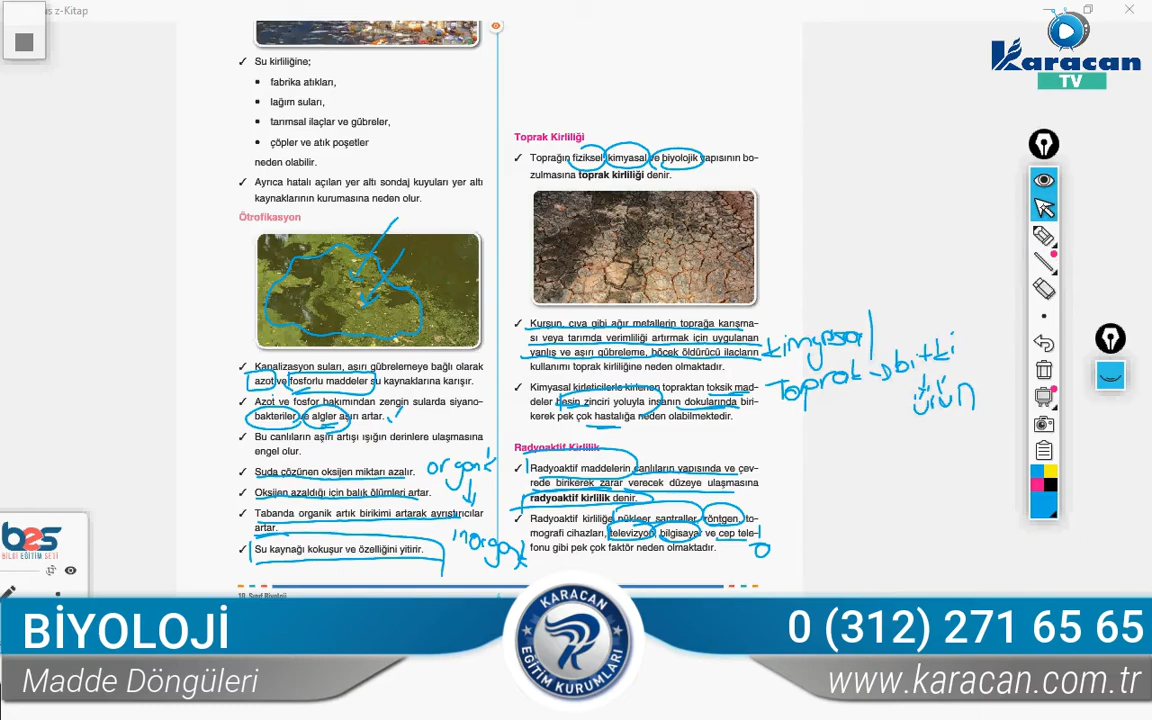 us z-Kitap
Karacan
TV
✓ Su kirliliğine;
▪ fabrika atıkları,
▪ lağım suları,
▪ tarımsal ilaçlar ve gübreler,
▪ çöpler ve atık poşetler
neden olabilir.
✓ Ayrıca hatalı açılan yer altı sondaj kuyuları yer altı
kaynaklarının kurumasına neden olur.
Ötrofikasyon
✓ Kanalizasyon suları, aşırı gübrelemeye bağlı olarak
azot ve fosforlu maddeler su kaynaklarına karışır.
✓ Azot ve fosfor bakımından zengin sularda siyano-
bakteriler ve algler aşırı artar.
✓ Bu canlıların aşırı artışı ışığın derinlere ulaşmasına
engel olur.
✓ Suda çözünen oksijen miktarı azalır.
✓ Oksijen azaldığı için balık ölümleri artar.
✓ Tabanda organik artık birikimi artarak ayrıştırıcılar
artar.
✓ Su kaynağı kokuşur ve özelliğini yitirir.
organik
inorganik
10. Sınıf Biyoloji
6
Toprak Kirliliği
✓ Toprağın fiziksel, kimyasal ve biyolojik yapısının bo-
zulmasına toprak kirliliği denir.
✓ Kurşun, cıva gibi ağır metallerin toprağa karışma-
sı veya tarımda verimliliği artırmak için uygulanan
yanlış ve aşırı gübreleme, böcek öldürücü ilaçların
kullanımı toprak kirliliğine neden olmaktadır.
✓ Kimyasal kirleticilerle kirlenen topraktan toksik mad-
deler besin zinciri yoluyla insanın dokularında biri-
kerek pek çok hastalığa neden olabilmektedir.
kimyasal
Toprak → bitki
ürün
Radyoaktif Kirlilik
✓ Radyoaktif maddelerin canlıların yapısında ve çev-
rede birikerek zarar verecek düzeye ulaşmasına
radyoaktif kirlilik denir.
✓ Radyoaktif kirliliğe nükleer santraller, röntgen, to-
mografi cihazları, televizyon, bilgisayar ve cep tele-
fonu gibi pek çok faktör neden olmaktadır.
bes
BİLGİ EĞİTİM SETİ
BİYOLOJİ
Madde Döngüleri
KARACAN
EĞİTİM KURUMLARI
0 (312) 271 65 65
www.karacan.com.tr